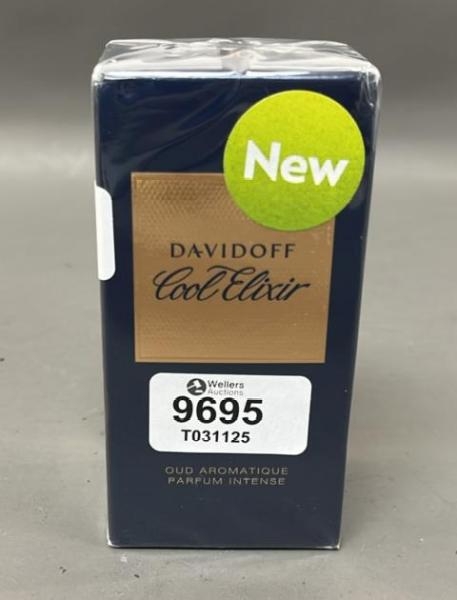 New
DAVIDOFF
Cool Elixir
Wellers
Auctions
9695
T031125
OUD AROMATIQUE
PARFUM INTENSE